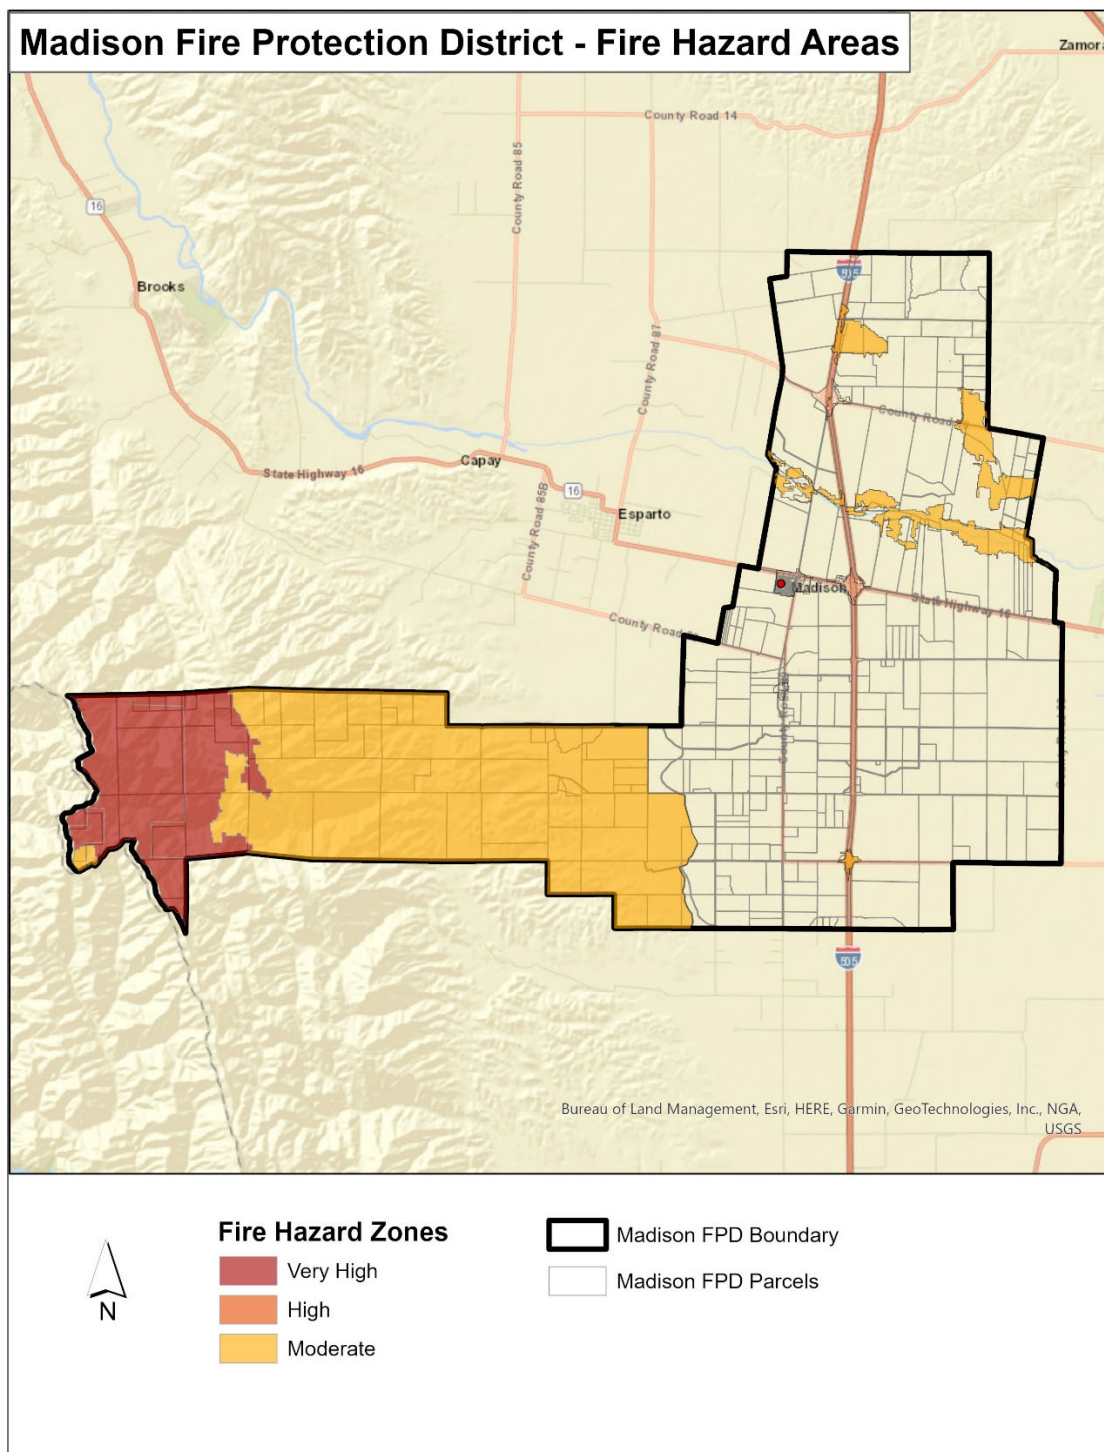 Madison Fire Protection District - Fire Hazard Areas
Zamora
County Road 14
County Road 85
16
Brooks
505
County Road 87
County Road
State Highway 16
Capay
16
County Road 85B
Esparto
Madison
State Highway 16
County Road
County Road
505
Bureau of Land Management, Esri, HERE, Garmin, GeoTechnologies, Inc., NGA,
USGS
N
Fire Hazard Zones
Very High
High
Moderate
Madison FPD Boundary
Madison FPD Parcels